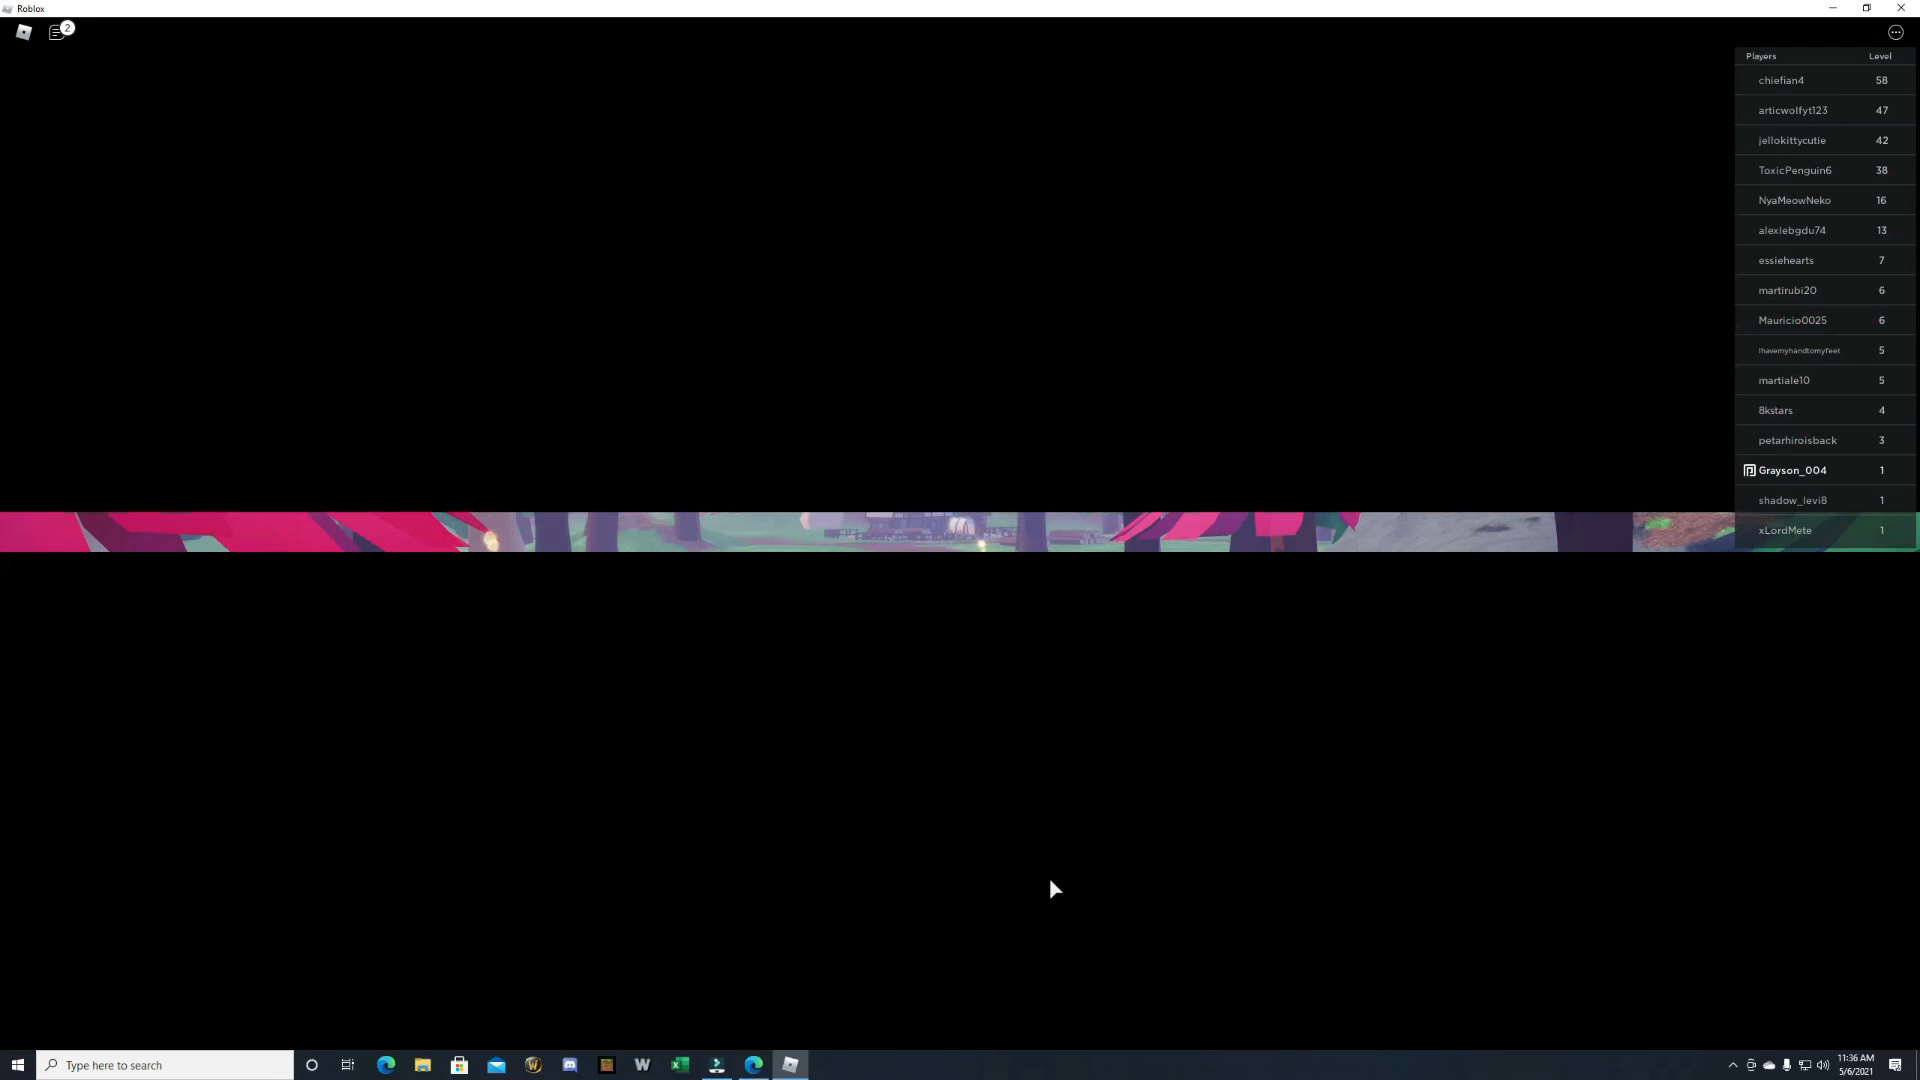 Roblox
2
Players Level
chiefian4 58
articwolfyt123 47
jellokittycutie 42
ToxicPenguin6 38
NyaMeowNeko 16
alexlebgdu74 13
essiehearts 7
martirubi20 6
Mauricio0025 6
Ihavemyhandtomyfeet 5
martiale10 5
8kstars 4
petarhiroisback 3
Grayson_004 1
shadow_levi8 1
xLordMete 1
Type here to search
11:36 AM
5/6/2021